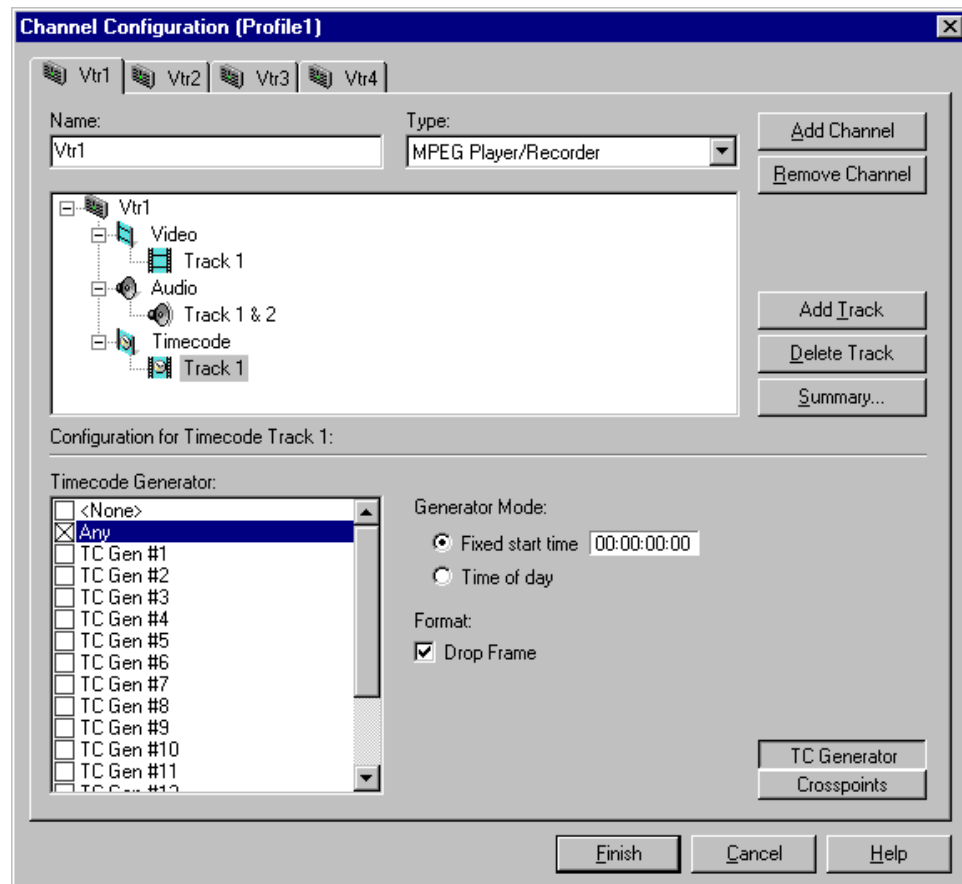 Channel Configuration (Profile1)
Vtr1
Vtr2
Vtr3
Vtr4
Name:
Type:
Vtr1
MPEG Player/Recorder
Add Channel
Remove Channel
Vtr1
Video
Track 1
Audio
Track 1 & 2
Timecode
Track 1
Add Track
Delete Track
Summary...
Configuration for Timecode Track 1:
Timecode Generator:
<None>
Any
TC Gen #1
TC Gen #2
TC Gen #3
TC Gen #4
TC Gen #5
TC Gen #6
TC Gen #7
TC Gen #8
TC Gen #9
TC Gen #10
TC Gen #11
TC Gen #12
Generator Mode:
Fixed start time 00:00:00:00
Time of day
Format:
Drop Frame
TC Generator
Crosspoints
Finish
Cancel
Help